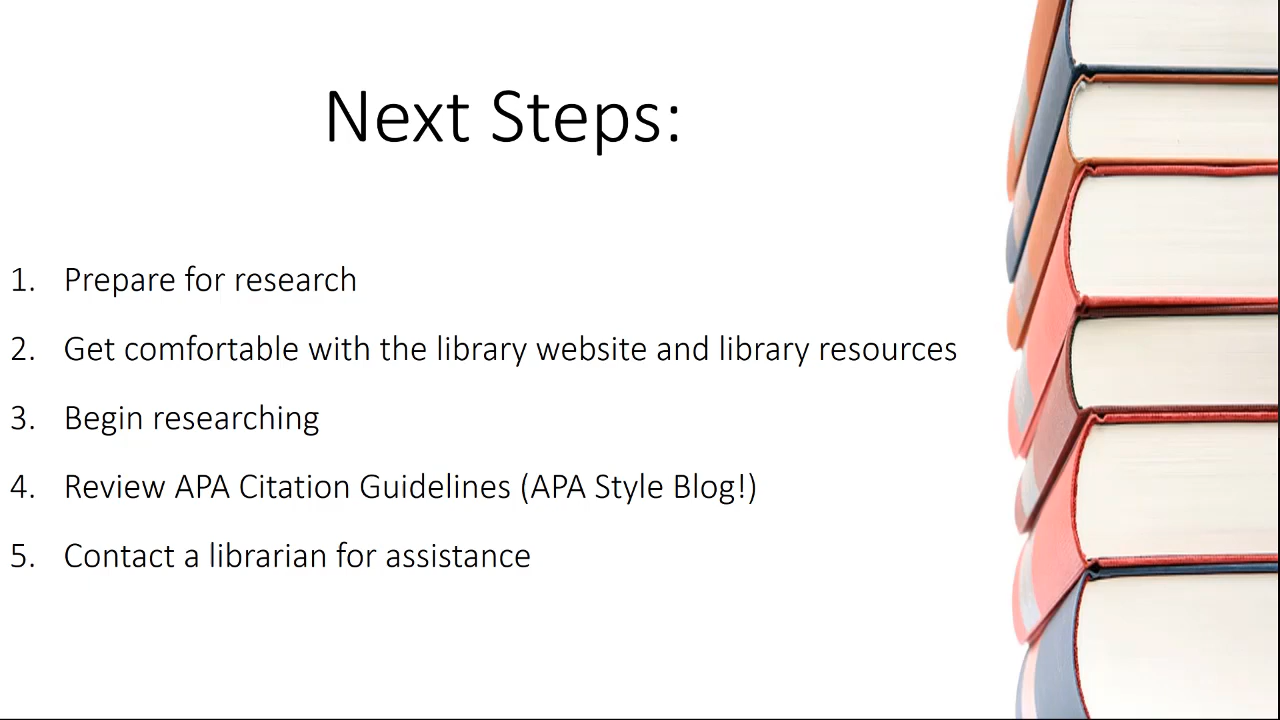 Next Steps:
1. Prepare for research
2. Get comfortable with the library website and library resources
3. Begin researching
4. Review APA Citation Guidelines (APA Style Blog!)
5. Contact a librarian for assistance